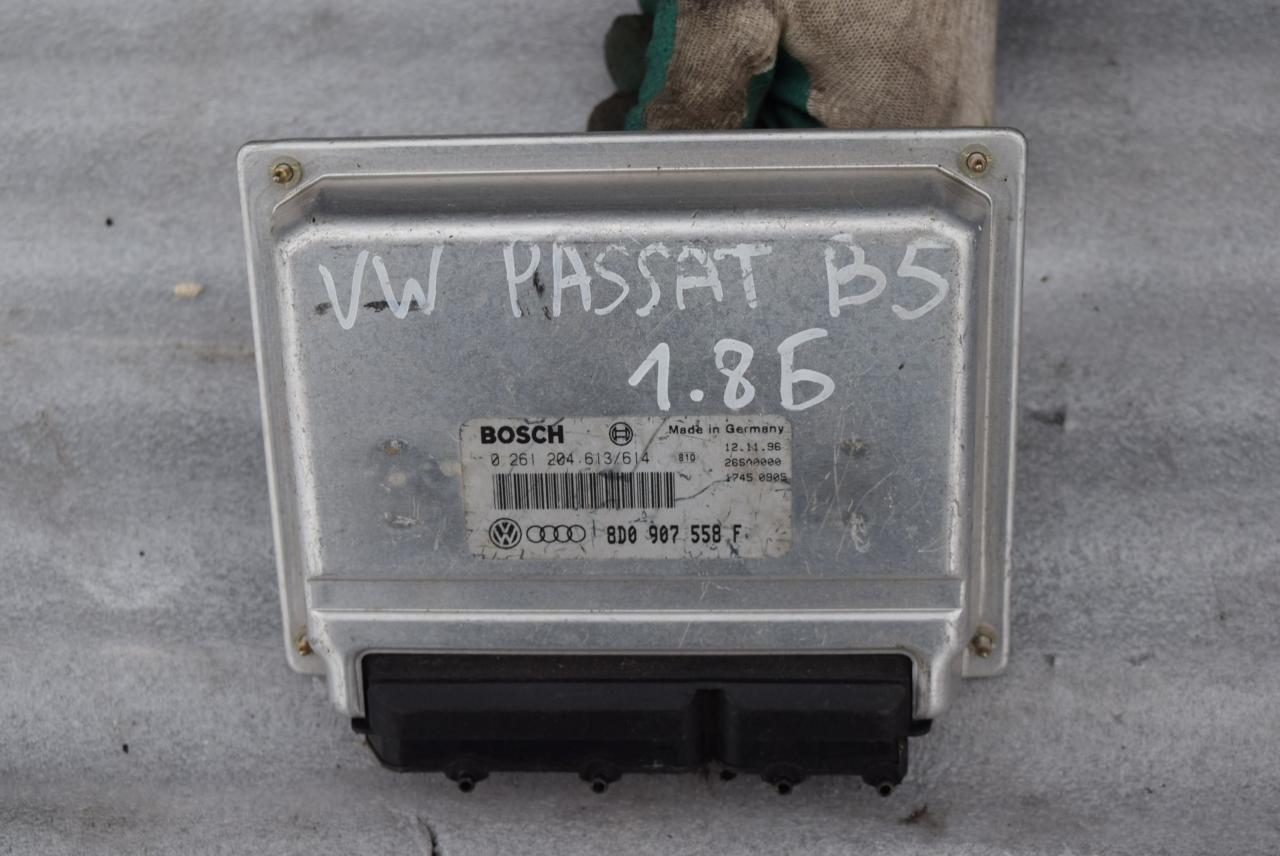 VW PASSAT B5
1.8Б
BOSCH Made in Germany
0 261 204 613/614 810 12.11.96
26SA0000
1745 0905
8D0 907 558 F